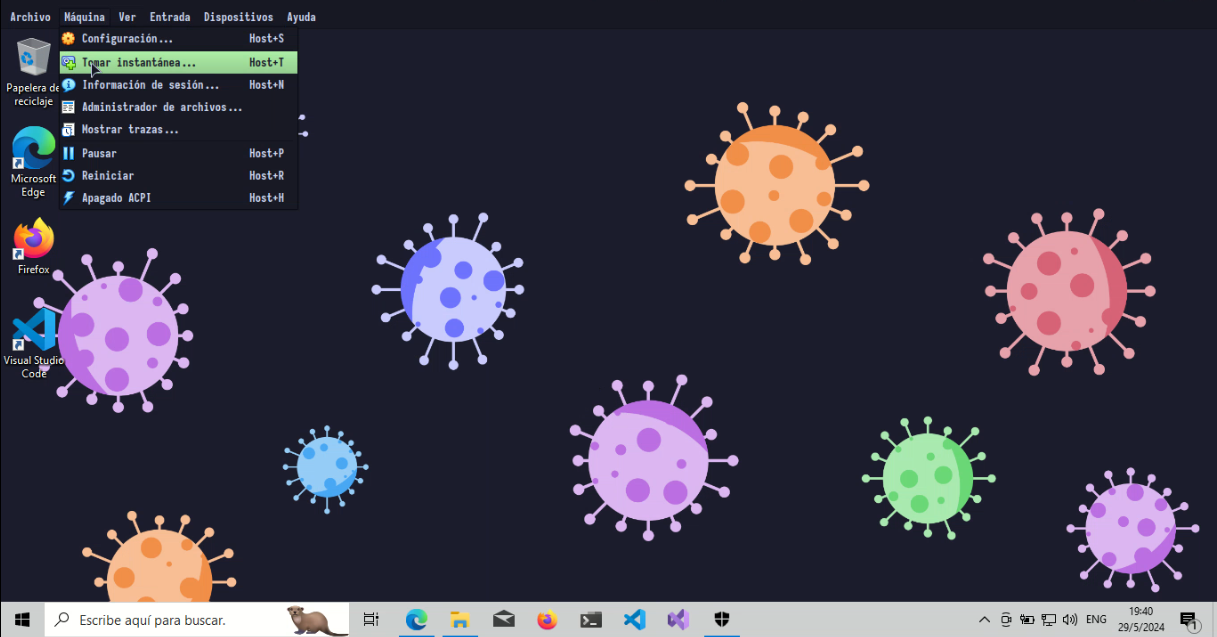 Archivo Máquina Ver Entrada Dispositivos Ayuda
Configuración... Host+S
Tomar instantánea... Host+T
Información de sesión... Host+N
Administrador de archivos...
Mostrar trazas...
Pausar Host+P
Reiniciar Host+R
Apagado ACPI Host+H
Papelera de
reciclaje
Microsoft
Edge
Firefox
Visual Studio
Code
Escribe aquí para buscar.
ENG
19:40
29/5/2024
1